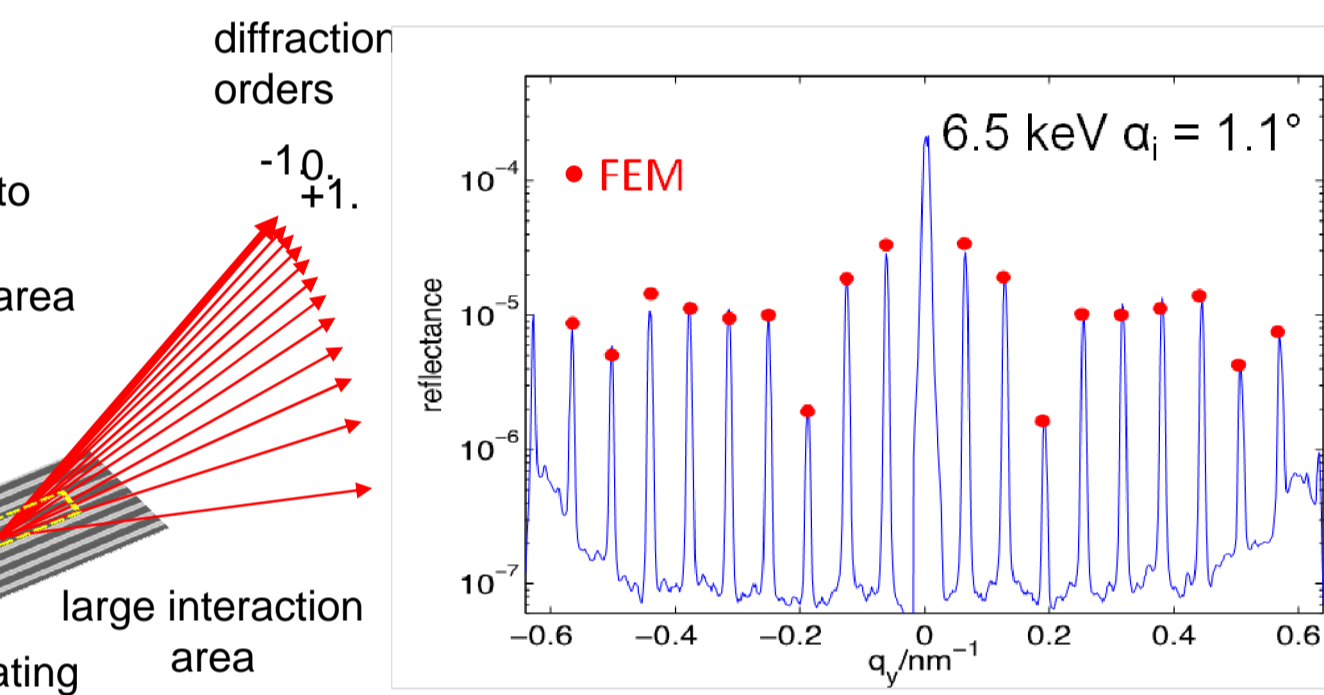 diffraction
orders
-1.
0.
+1.
to
area
large interaction
area
ating
6.5 keV αᵢ = 1.1°
FEM
reflectance
10⁻⁴
10⁻⁵
10⁻⁶
10⁻⁷
−0.6 −0.4 −0.2 0 0.2 0.4 0.6
q_y/nm⁻¹